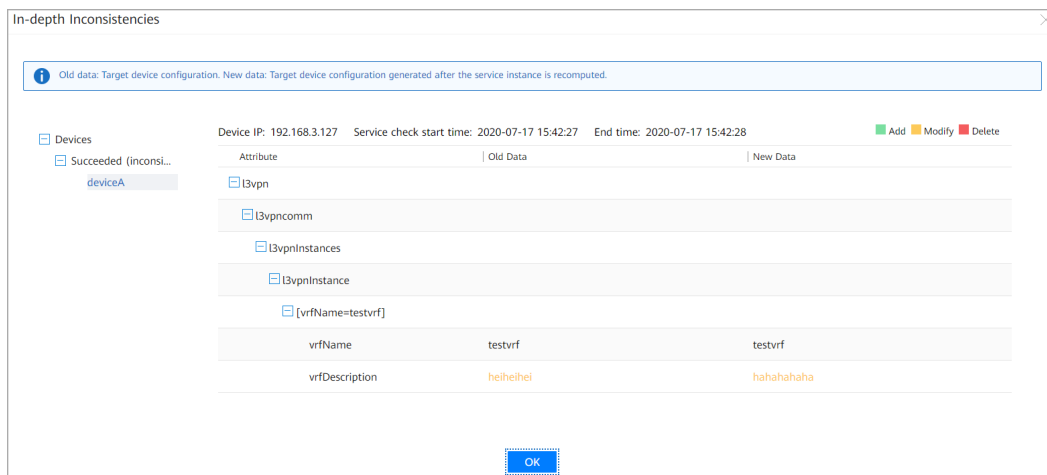 In-depth Inconsistencies
Old data: Target device configuration. New data: Target device configuration generated after the service instance is recomputed.
Devices
Succeeded (inconsi...
deviceA
Device IP: 192.168.3.127 Service check start time: 2020-07-17 15:42:27 End time: 2020-07-17 15:42:28 Add Modify Delete
Attribute Old Data New Data
l3vpn
l3vpncomm
l3vpnInstances
l3vpnInstance
[vrfName=testvrf]
vrfName testvrf testvrf
vrfDescription heiheihei hahahahaha
OK